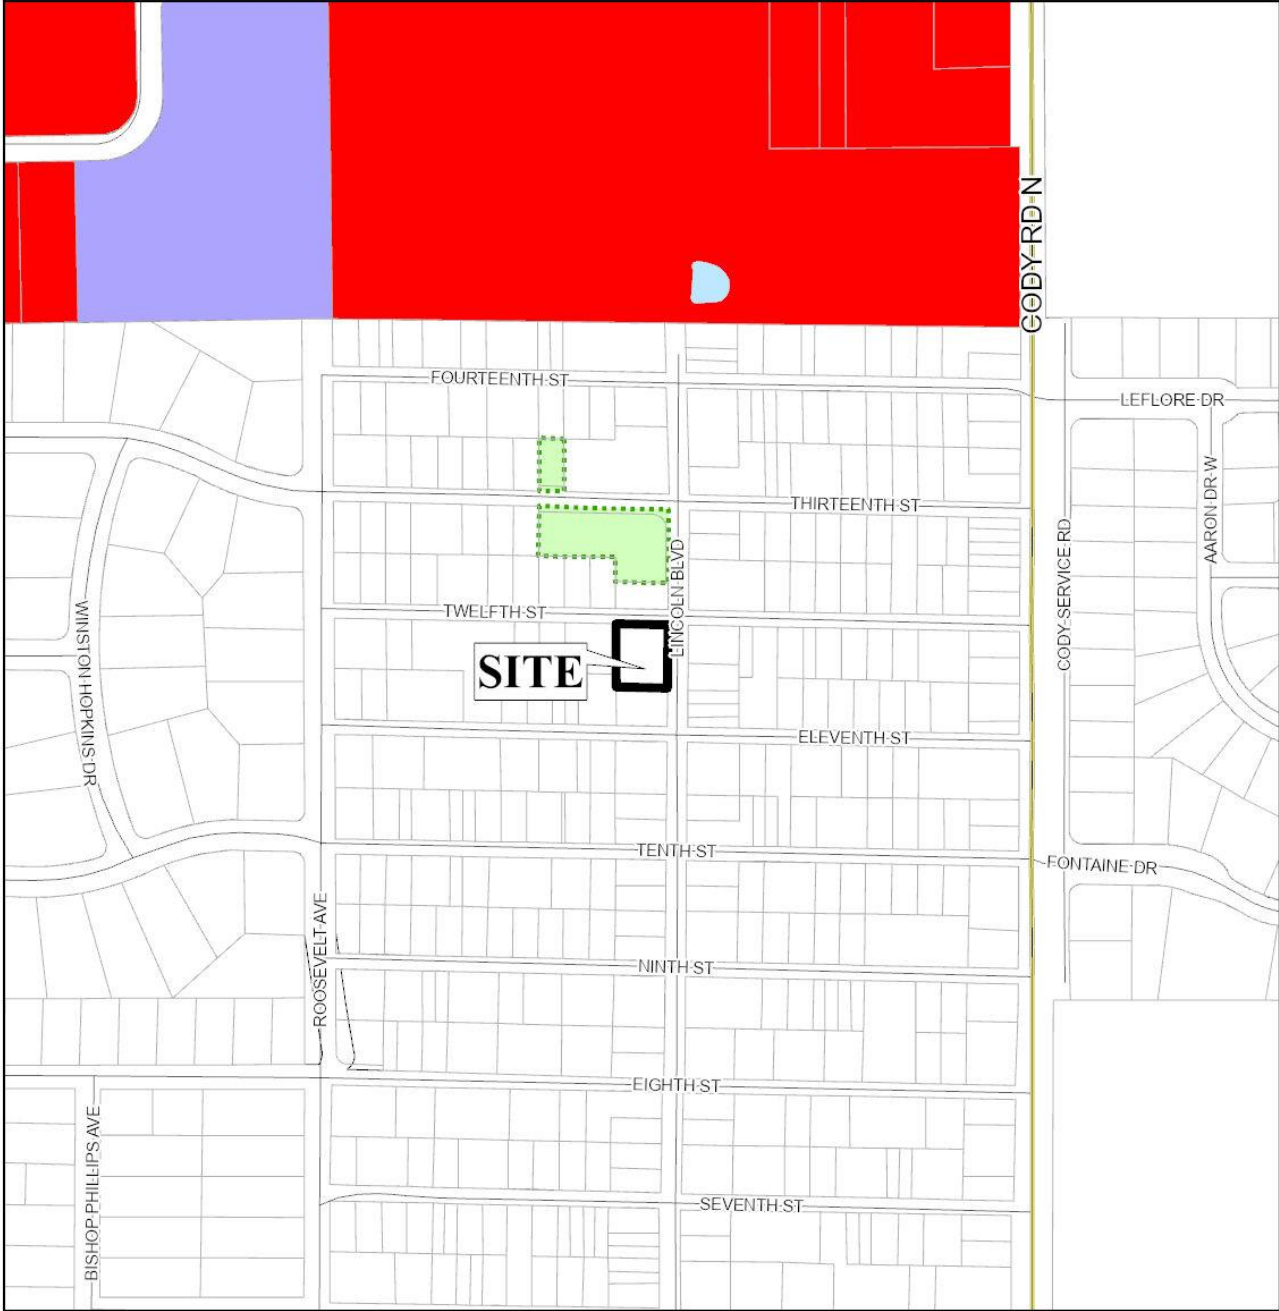 CODY RD N
FOURTEENTH ST
LEFLORE DR
AARON DR W
THIRTEENTH ST
CODY SERVICE RD
LINCOLN BLVD
TWELFTH ST
WINSTON HOPKINS DR
SITE
ELEVENTH ST
TENTH ST
FONTAINE DR
ROOSEVELT AVE
NINTH ST
EIGHTH ST
BISHOP PHILLIPS AVE
SEVENTH ST